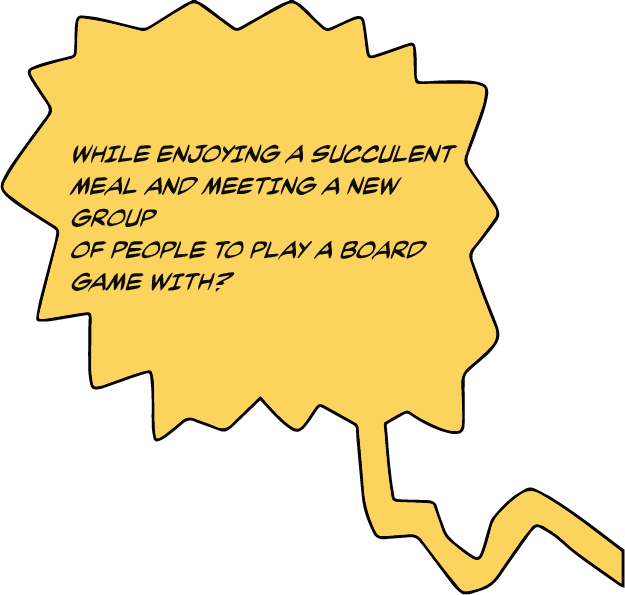 WHILE ENJOYING A SUCCULENT
MEAL AND MEETING A NEW
GROUP
OF PEOPLE TO PLAY A BOARD
GAME WITH?